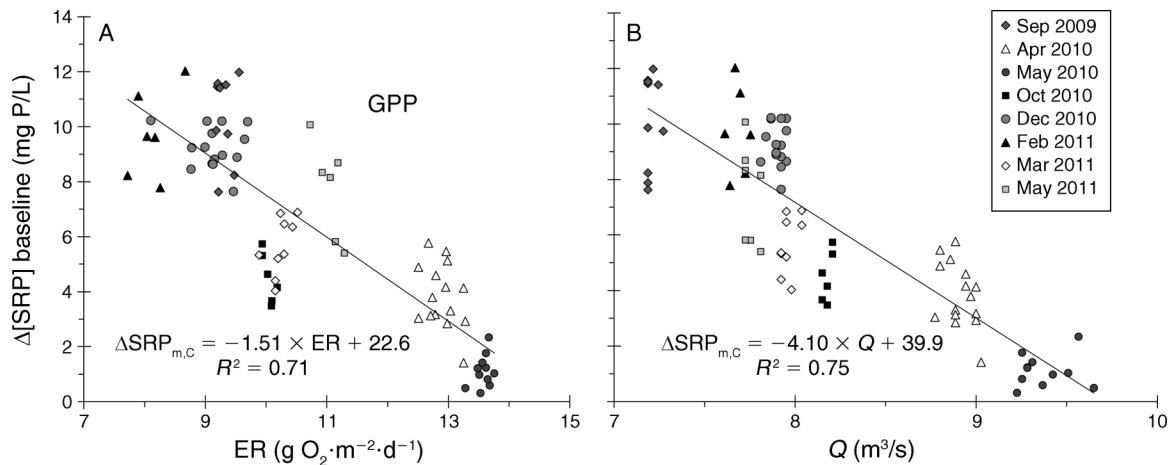 Δ[SRP] baseline (mg P/L)
14
12
10
8
6
4
2
0
A
GPP
ΔSRPm,C = −1.51 × ER + 22.6
R² = 0.71
7
9
11
13
15
ER (g O₂·m⁻²·d⁻¹)
B
Sep 2009
Apr 2010
May 2010
Oct 2010
Dec 2010
Feb 2011
Mar 2011
May 2011
ΔSRPm,C = −4.10 × Q + 39.9
R² = 0.75
7
8
9
10
Q (m³/s)